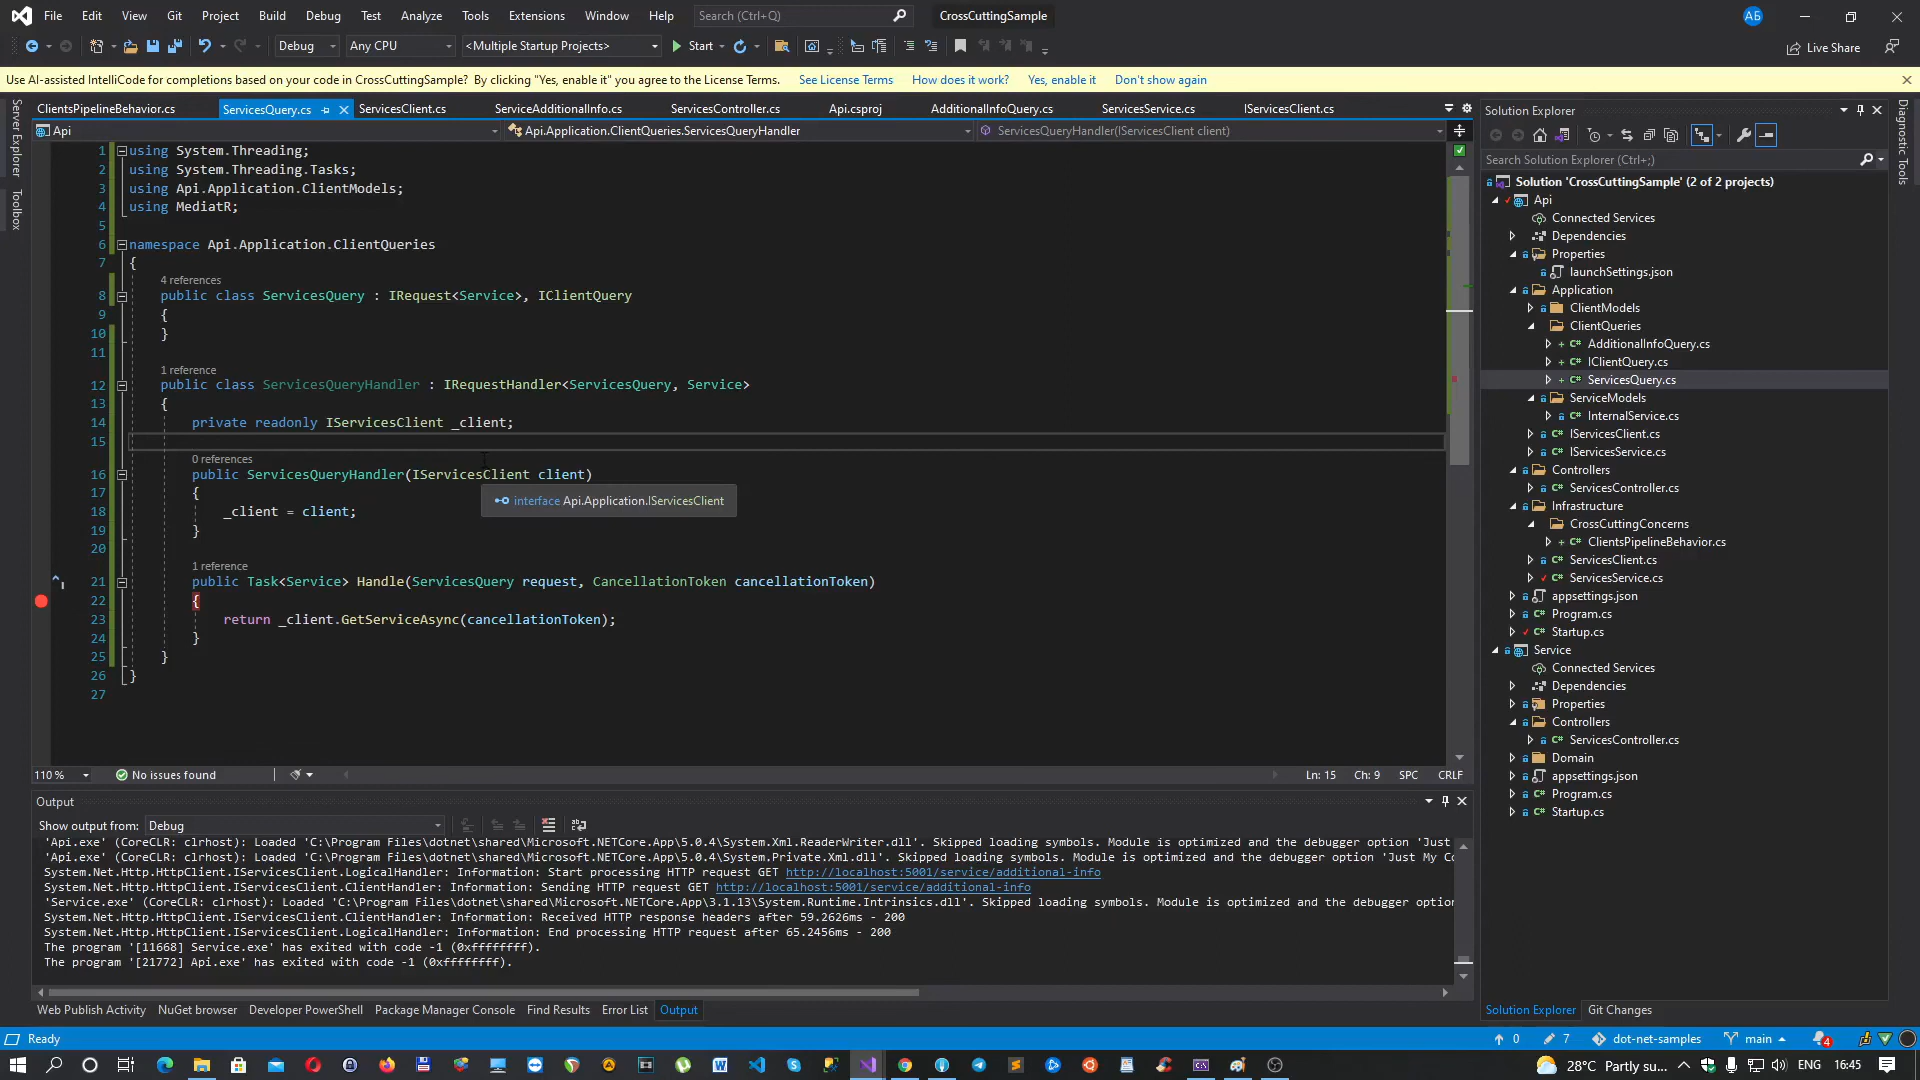 File Edit View Git Project Build Debug Test Analyze Tools Extensions Window Help Search (Ctrl+Q) CrossCuttingSample АБ
Debug Any CPU <Multiple Startup Projects> Start Live Share
Use AI-assisted IntelliCode for completions based on your code in CrossCuttingSample? By clicking "Yes, enable it" you agree to the License Terms. See License Terms How does it work? Yes, enable it Don't show again
Server Explorer
Toolbox
ClientsPipelineBehavior.cs ServicesQuery.cs ServicesClient.cs ServiceAdditionalInfo.cs ServicesController.cs Api.csproj AdditionalInfoQuery.cs ServicesService.cs IServicesClient.cs
Api Api.Application.ClientQueries.ServicesQueryHandler ServicesQueryHandler(IServicesClient client)
1 using System.Threading;
2 using System.Threading.Tasks;
3 using Api.Application.ClientModels;
4 using MediatR;
5
6 namespace Api.Application.ClientQueries
7 {
4 references
8 public class ServicesQuery : IRequest<Service>, IClientQuery
9 {
10 }
11
1 reference
12 public class ServicesQueryHandler : IRequestHandler<ServicesQuery, Service>
13 {
14 private readonly IServicesClient _client;
15
0 references
16 public ServicesQueryHandler(IServicesClient client)
17 {
interface Api.Application.IServicesClient
18 _client = client;
19 }
20
1 reference
21 public Task<Service> Handle(ServicesQuery request, CancellationToken cancellationToken)
22 {
23 return _client.GetServiceAsync(cancellationToken);
24 }
25 }
26 }
27
110 % No issues found Ln: 15 Ch: 9 SPC CRLF
Output
Show output from: Debug
'Api.exe' (CoreCLR: clrhost): Loaded 'C:\Program Files\dotnet\shared\Microsoft.NETCore.App\5.0.4\System.Xml.ReaderWriter.dll'. Skipped loading symbols. Module is optimized and the debugger option 'Just
'Api.exe' (CoreCLR: clrhost): Loaded 'C:\Program Files\dotnet\shared\Microsoft.NETCore.App\5.0.4\System.Private.Xml.dll'. Skipped loading symbols. Module is optimized and the debugger option 'Just My
System.Net.Http.HttpClient.IServicesClient.LogicalHandler: Information: Start processing HTTP request GET http://localhost:5001/service/additional-info
System.Net.Http.HttpClient.IServicesClient.ClientHandler: Information: Sending HTTP request GET http://localhost:5001/service/additional-info
'Service.exe' (CoreCLR: clrhost): Loaded 'C:\Program Files\dotnet\shared\Microsoft.NETCore.App\3.1.13\System.Runtime.Intrinsics.dll'. Skipped loading symbols. Module is optimized and the debugger
System.Net.Http.HttpClient.IServicesClient.ClientHandler: Information: Received HTTP response headers after 59.2626ms - 200
System.Net.Http.HttpClient.IServicesClient.LogicalHandler: Information: End processing HTTP request after 65.2456ms - 200
The program '[11668] Service.exe' has exited with code -1 (0xffffffff).
The program '[21772] Api.exe' has exited with code -1 (0xffffffff).
Web Publish Activity NuGet browser Developer PowerShell Package Manager Console Find Results Error List Output
Solution Explorer
Search Solution Explorer (Ctrl+;)
Solution 'CrossCuttingSample' (2 of 2 projects)
Api
Connected Services
Dependencies
Properties
launchSettings.json
Application
ClientModels
ClientQueries
AdditionalInfoQuery.cs
IClientQuery.cs
ServicesQuery.cs
ServiceModels
InternalService.cs
IServicesClient.cs
IServicesService.cs
Controllers
ServicesController.cs
Infrastructure
CrossCuttingConcerns
ClientsPipelineBehavior.cs
ServicesClient.cs
ServicesService.cs
appsettings.json
Program.cs
Startup.cs
Service
Connected Services
Dependencies
Properties
Controllers
ServicesController.cs
Domain
appsettings.json
Program.cs
Startup.cs
Solution Explorer Git Changes
Diagnostic Tools
Ready 0 7 dot-net-samples main 4
28°C Partly su... ENG 16:45